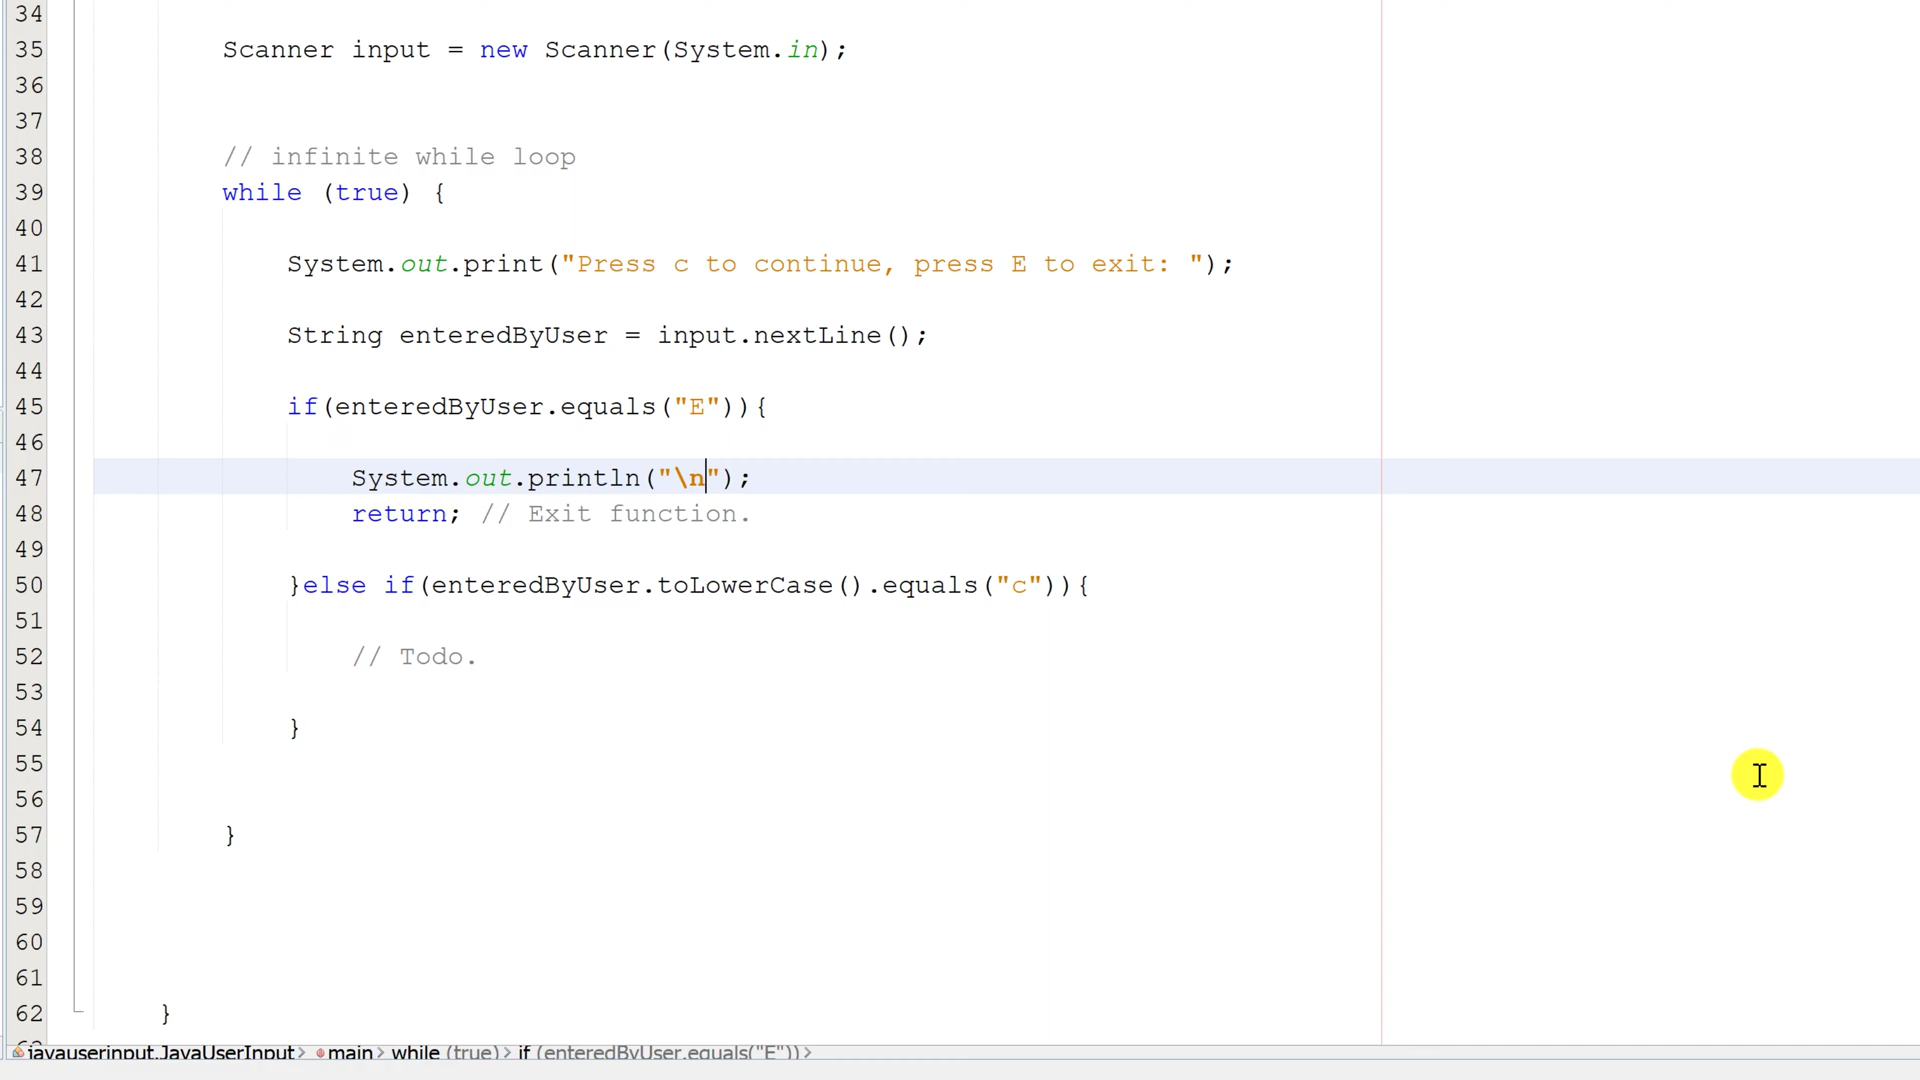 34
35 Scanner input = new Scanner(System.in);
36
37
38 // infinite while loop
39 while (true) {
40
41 System.out.print("Press c to continue, press E to exit: ");
42
43 String enteredByUser = input.nextLine();
44
45 if(enteredByUser.equals("E")){
46
47 System.out.println("\n");
48 return; // Exit function.
49
50 }else if(enteredByUser.toLowerCase().equals("c")){
51
52 // Todo.
53
54 }
55
56
57 }
58
59
60
61
62 }
javauserinput.JavaUserInput> main> while (true)> if (enteredByUser.equals("E"))>